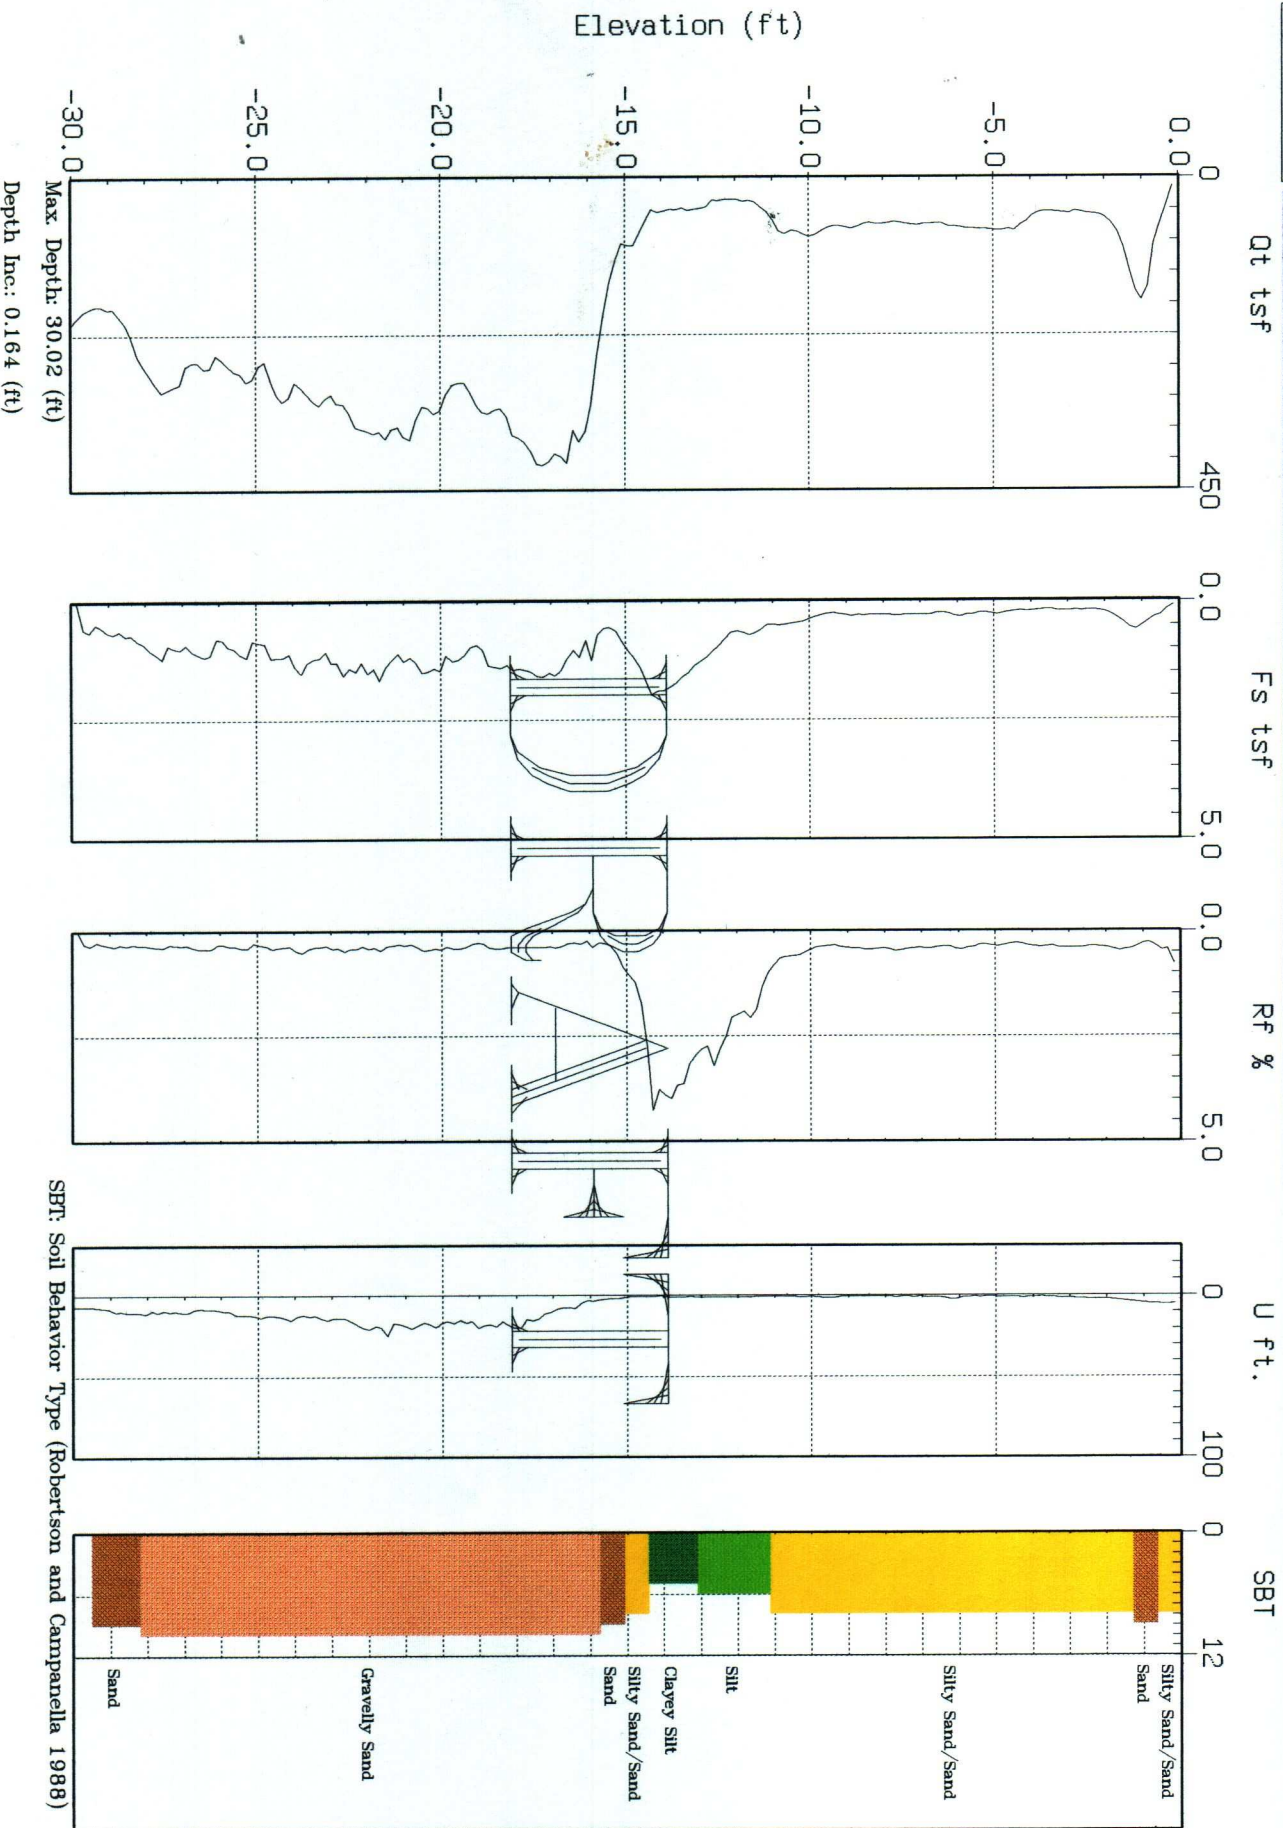 Qt tsf
Fs tsf
Rf %
U ft.
SBT
0
450
0.0
5.0
0.0
5.0
0
100
0
12
Elevation (ft)
0.0
-5.0
-10.0
-15.0
-20.0
-25.0
-30.0
DRAFT
Silty Sand/Sand
Sand
Silty Sand/Sand
Silt
Clayey Silt
Silty Sand/Sand
Sand
Gravelly Sand
Sand
Max. Depth: 30.02 (ft)
Depth Inc.: 0.164 (ft)
SBT: Soil Behavior Type (Robertson and Campanella 1988)